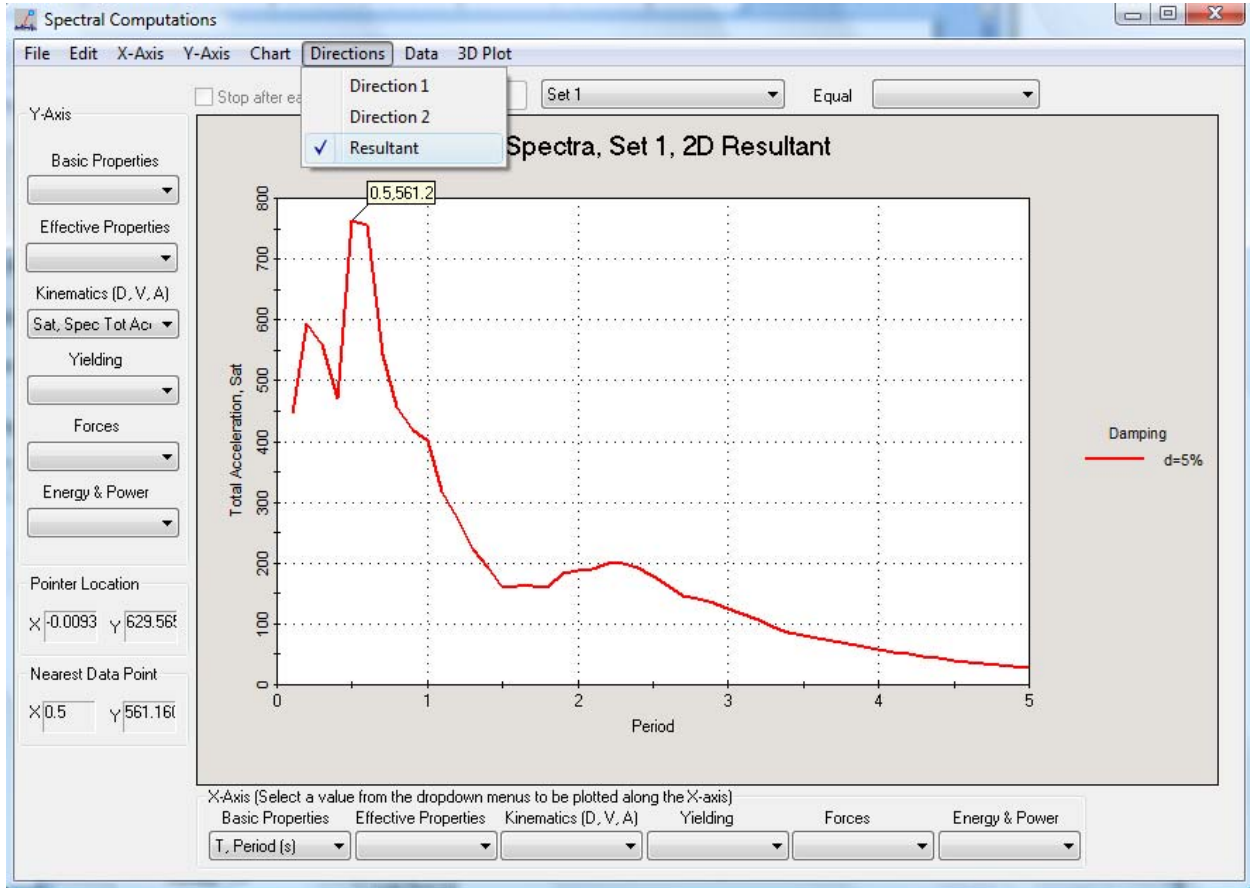 Spectral Computations
File Edit X-Axis Y-Axis Chart Directions Data 3D Plot
Direction 1
Direction 2
✓ Resultant
Stop after ea
Set 1
Equal
Y-Axis
Basic Properties
Effective Properties
Kinematics (D, V, A)
Sat, Spec Tot Ac
Yielding
Forces
Energy & Power
Pointer Location
X -0.0093 Y 629.565
Nearest Data Point
X 0.5 Y 561.16
Spectra, Set 1, 2D Resultant
0.5,561.2
Total Acceleration, Sat
800
700
600
500
400
300
200
100
0
0 1 2 3 4 5
Period
Damping
d=5%
X-Axis (Select a value from the dropdown menus to be plotted along the X-axis)
Basic Properties Effective Properties Kinematics (D, V, A) Yielding Forces Energy & Power
T, Period (s)